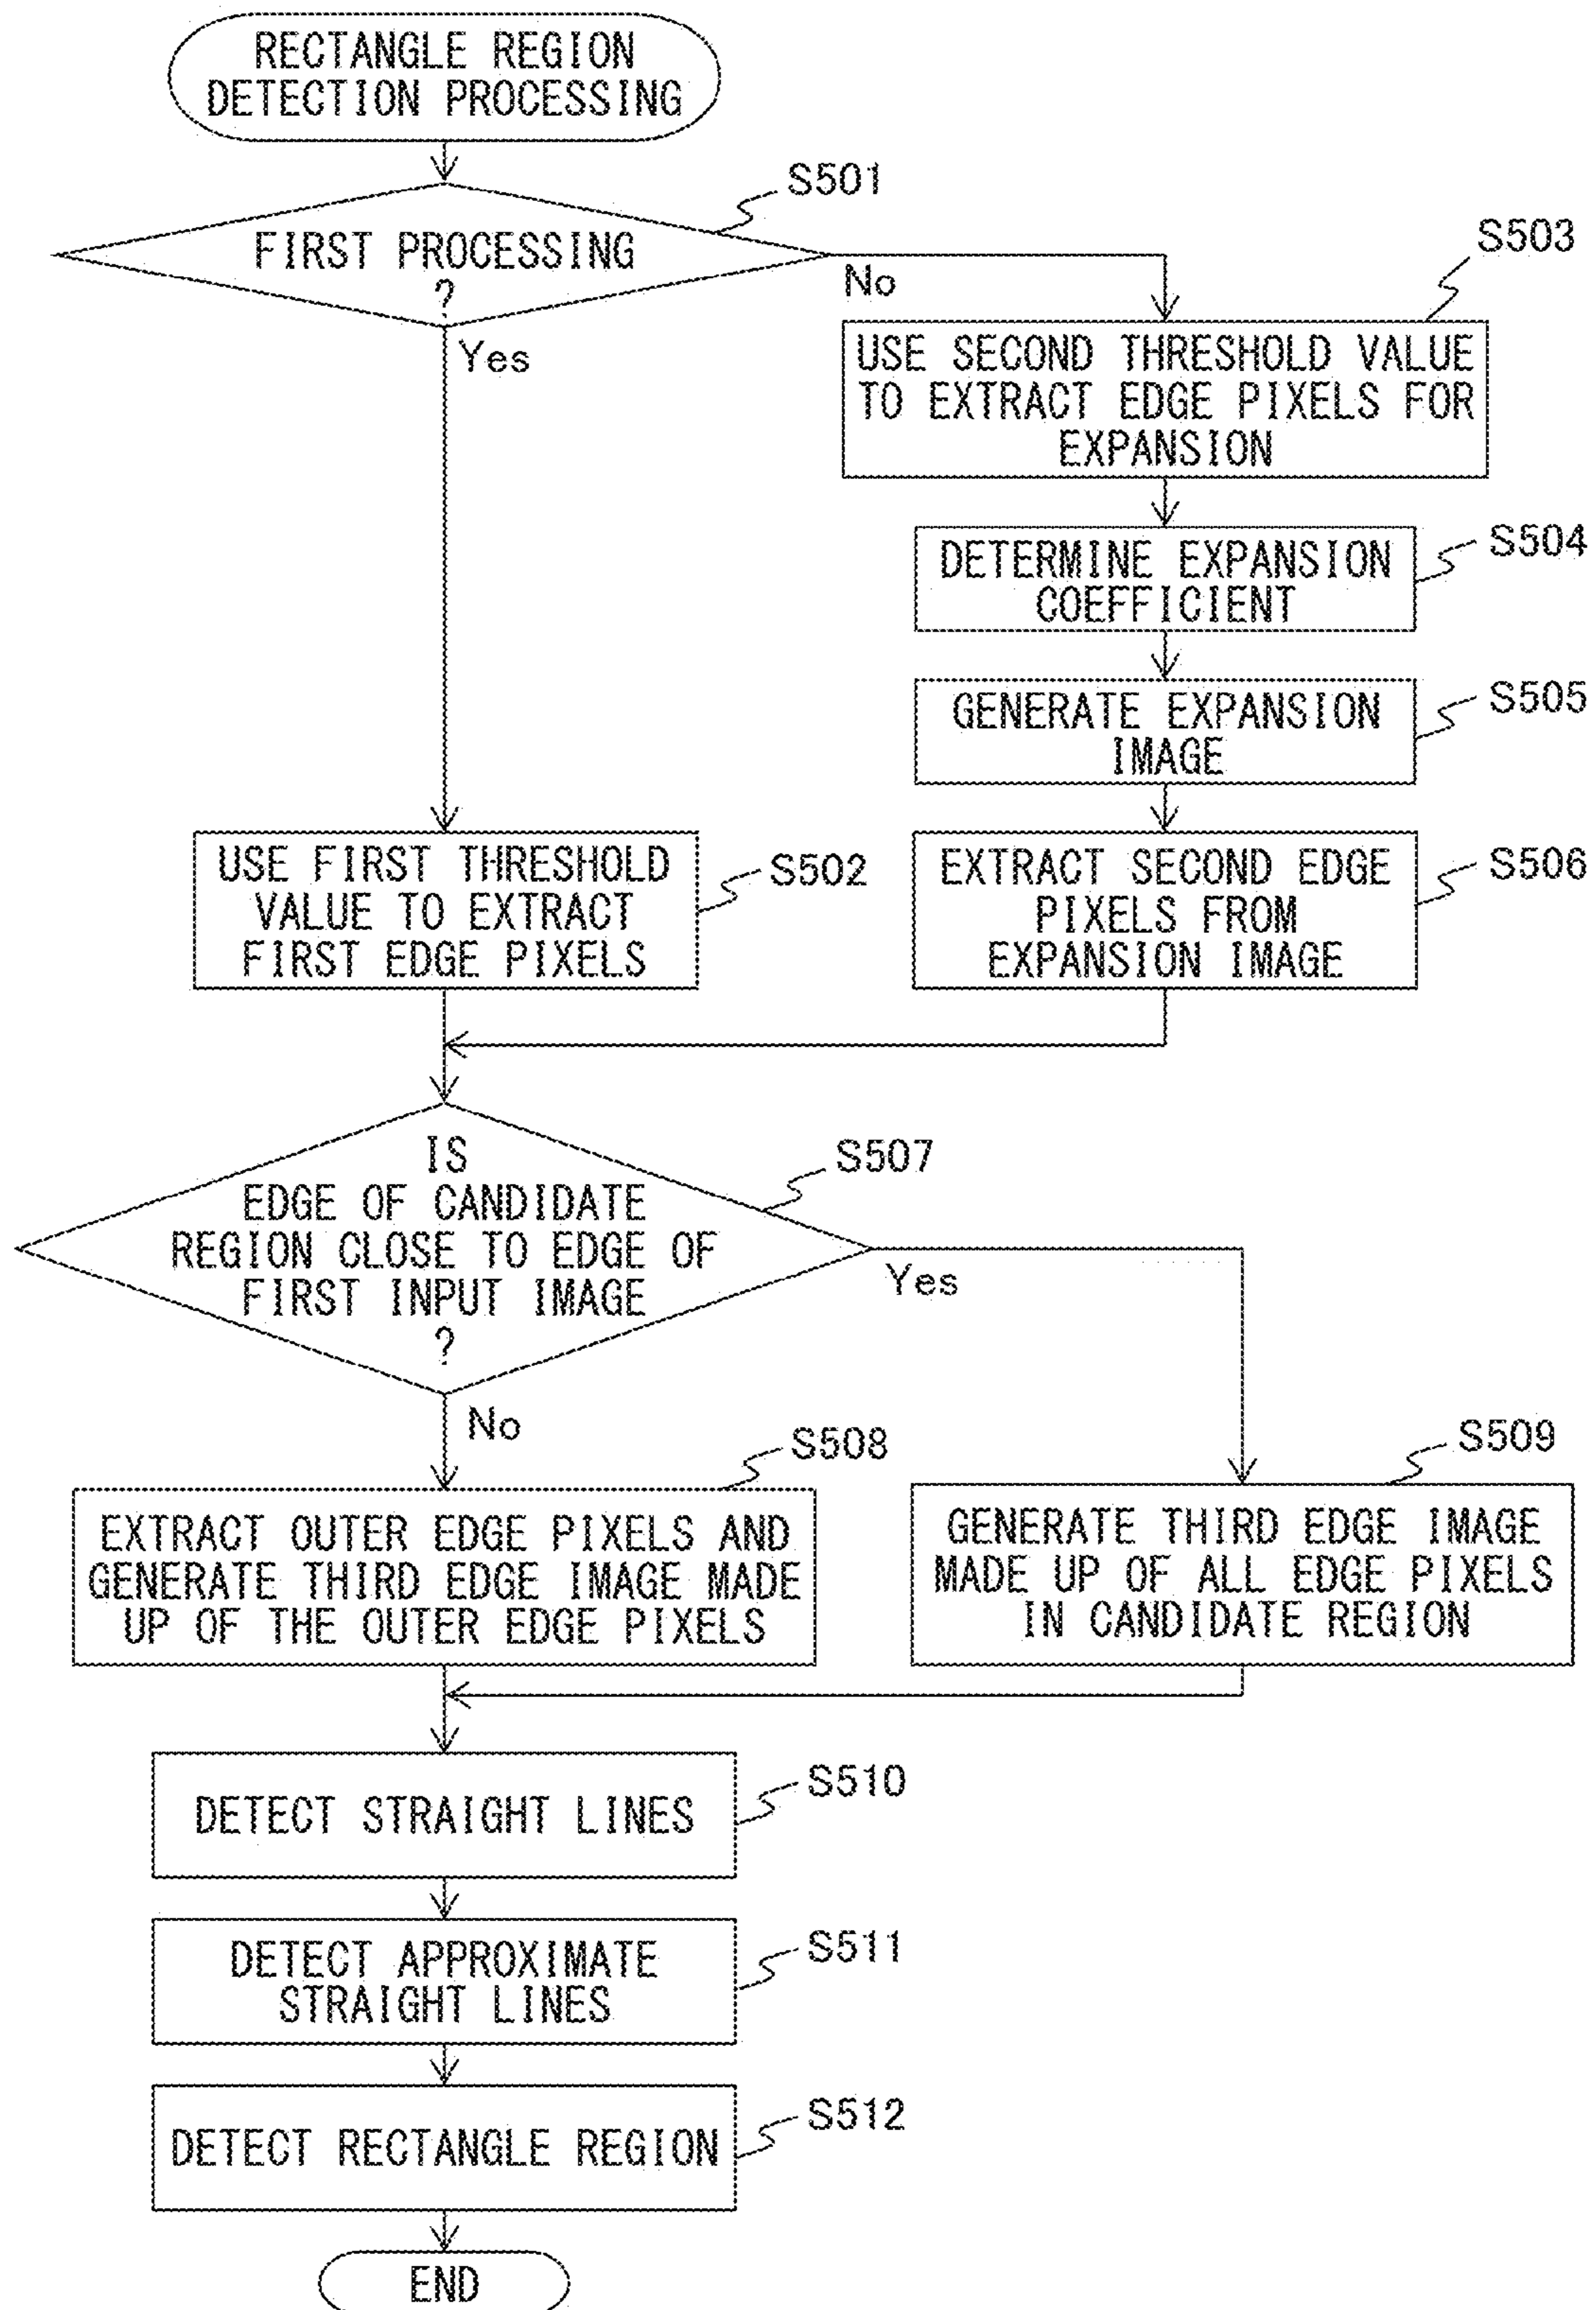 RECTANGLE REGION
DETECTION PROCESSING
S501
FIRST PROCESSING
?
No
Yes
S503
USE SECOND THRESHOLD VALUE
TO EXTRACT EDGE PIXELS FOR
EXPANSION
S504
DETERMINE EXPANSION
COEFFICIENT
S505
GENERATE EXPANSION
IMAGE
S502
USE FIRST THRESHOLD
VALUE TO EXTRACT
FIRST EDGE PIXELS
S506
EXTRACT SECOND EDGE
PIXELS FROM
EXPANSION IMAGE
S507
IS
EDGE OF CANDIDATE
REGION CLOSE TO EDGE OF
FIRST INPUT IMAGE
?
Yes
No
S508
EXTRACT OUTER EDGE PIXELS AND
GENERATE THIRD EDGE IMAGE MADE
UP OF THE OUTER EDGE PIXELS
S509
GENERATE THIRD EDGE IMAGE
MADE UP OF ALL EDGE PIXELS
IN CANDIDATE REGION
S510
DETECT STRAIGHT LINES
S511
DETECT APPROXIMATE
STRAIGHT LINES
S512
DETECT RECTANGLE REGION
END